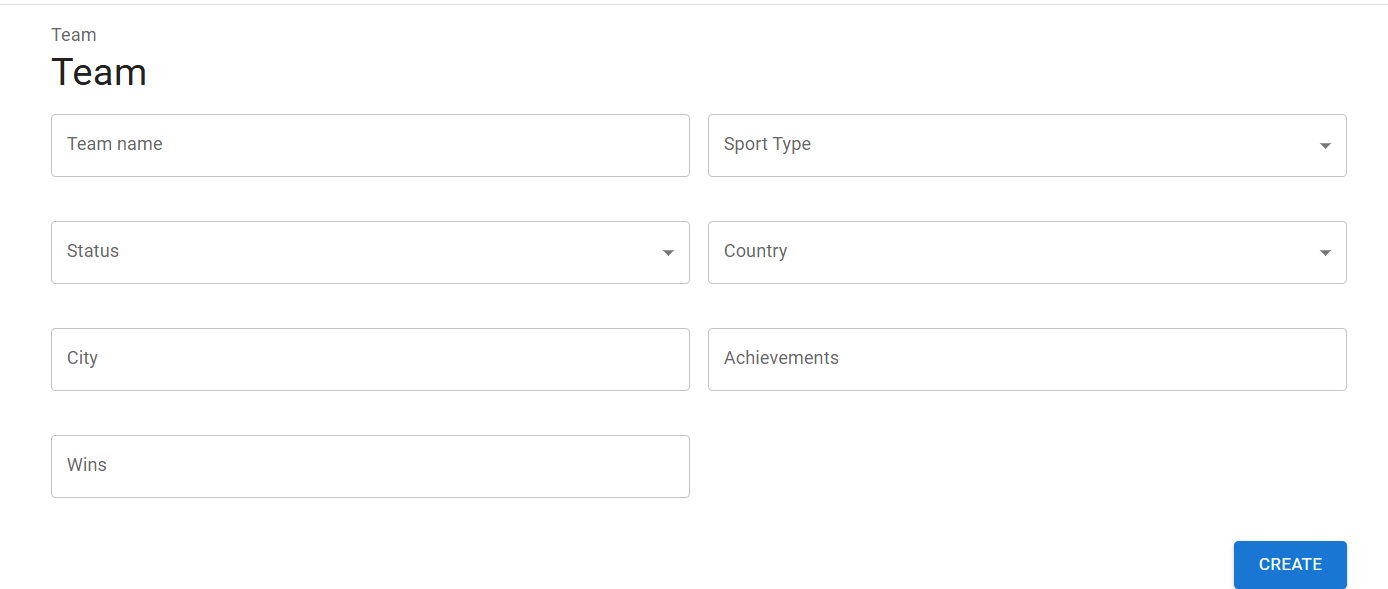 Team
Team
Team name
Sport Type
Status
Country
City
Achievements
Wins
CREATE